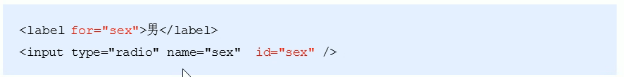 <label for="sex">男</label>
<input type="radio" name="sex"  id="sex" />